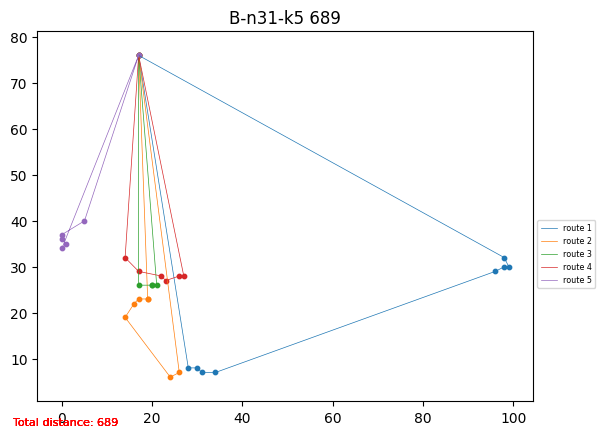 B-n31-k5 689
80
70
60
50
40
30
20
10
0 20 40 60 80 100
route 1
route 2
route 3
route 4
route 5
Total distance: 689